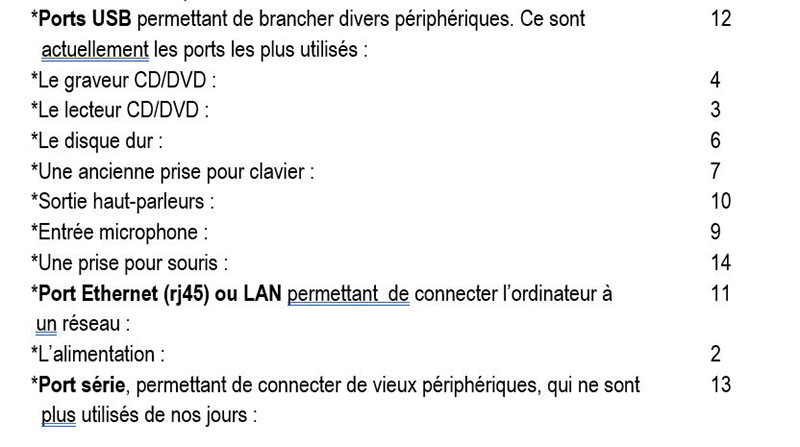 *Ports USB permettant de brancher divers périphériques. Ce sont 12
actuellement les ports les plus utilisés :
*Le graveur CD/DVD : 4
*Le lecteur CD/DVD : 3
*Le disque dur : 6
*Une ancienne prise pour clavier : 7
*Sortie haut-parleurs : 10
*Entrée microphone : 9
*Une prise pour souris : 14
*Port Ethernet (rj45) ou LAN permettant  de connecter l’ordinateur à 11
un réseau :
*L’alimentation : 2
*Port série, permettant de connecter de vieux périphériques, qui ne sont 13
plus utilisés de nos jours :